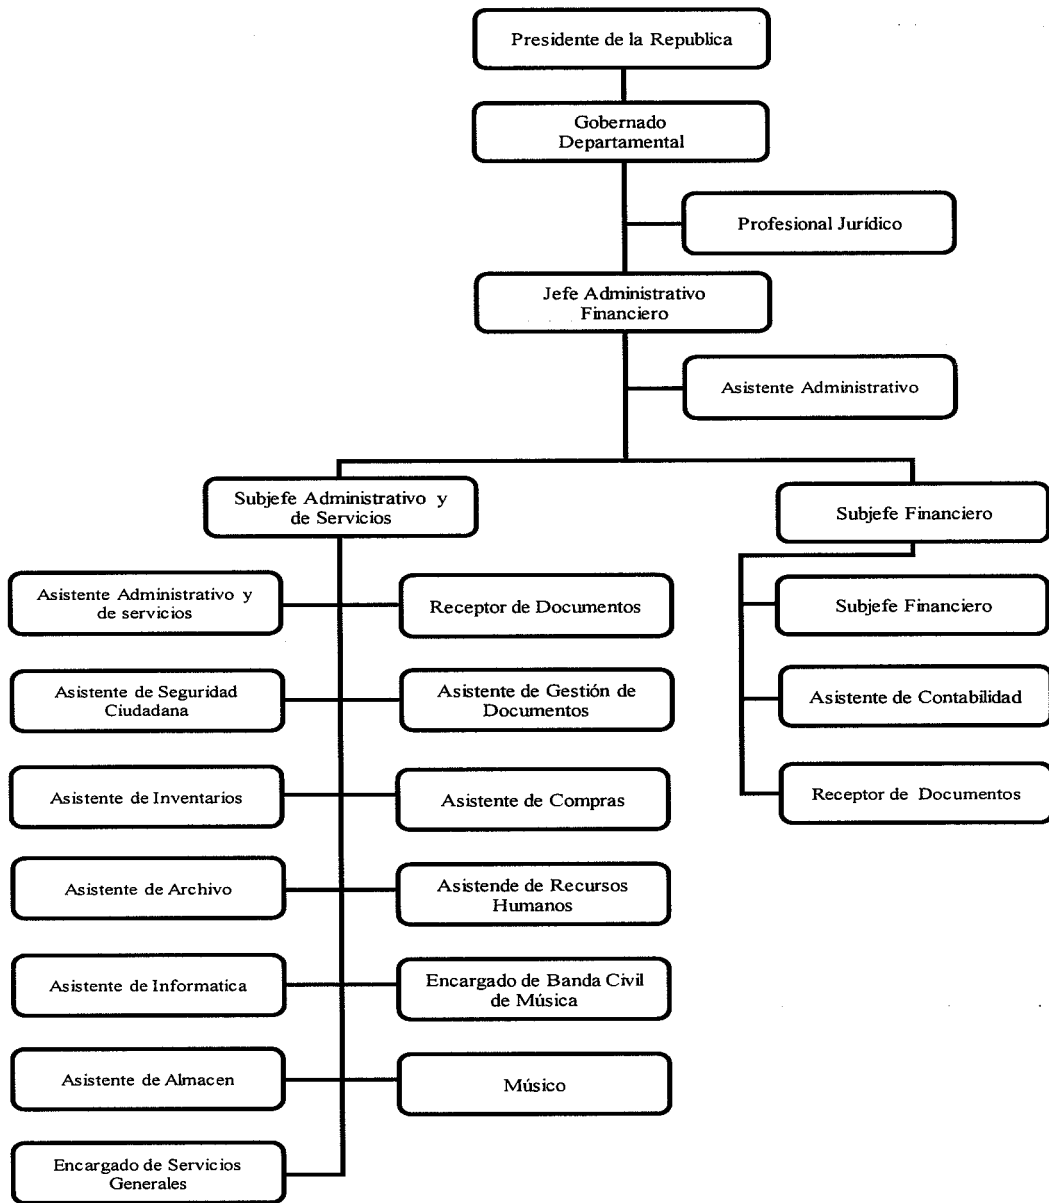 Presidente de la Republica
Gobernado
Departamental
Profesional Jurídico
Jefe Administrativo
Financiero
Asistente Administrativo
Subjefe Administrativo y
de Servicios
Subjefe Financiero
Asistente Administrativo y
de servicios
Receptor de Documentos
Subjefe Financiero
Asistente de Seguridad
Ciudadana
Asistente de Gestión de
Documentos
Asistente de Contabilidad
Asistente de Inventarios
Asistente de Compras
Receptor de Documentos
Asistente de Archivo
Asistende de Recursos
Humanos
Asistente de Informatica
Encargado de Banda Civil
de Música
Asistente de Almacen
Músico
Encargado de Servicios
Generales